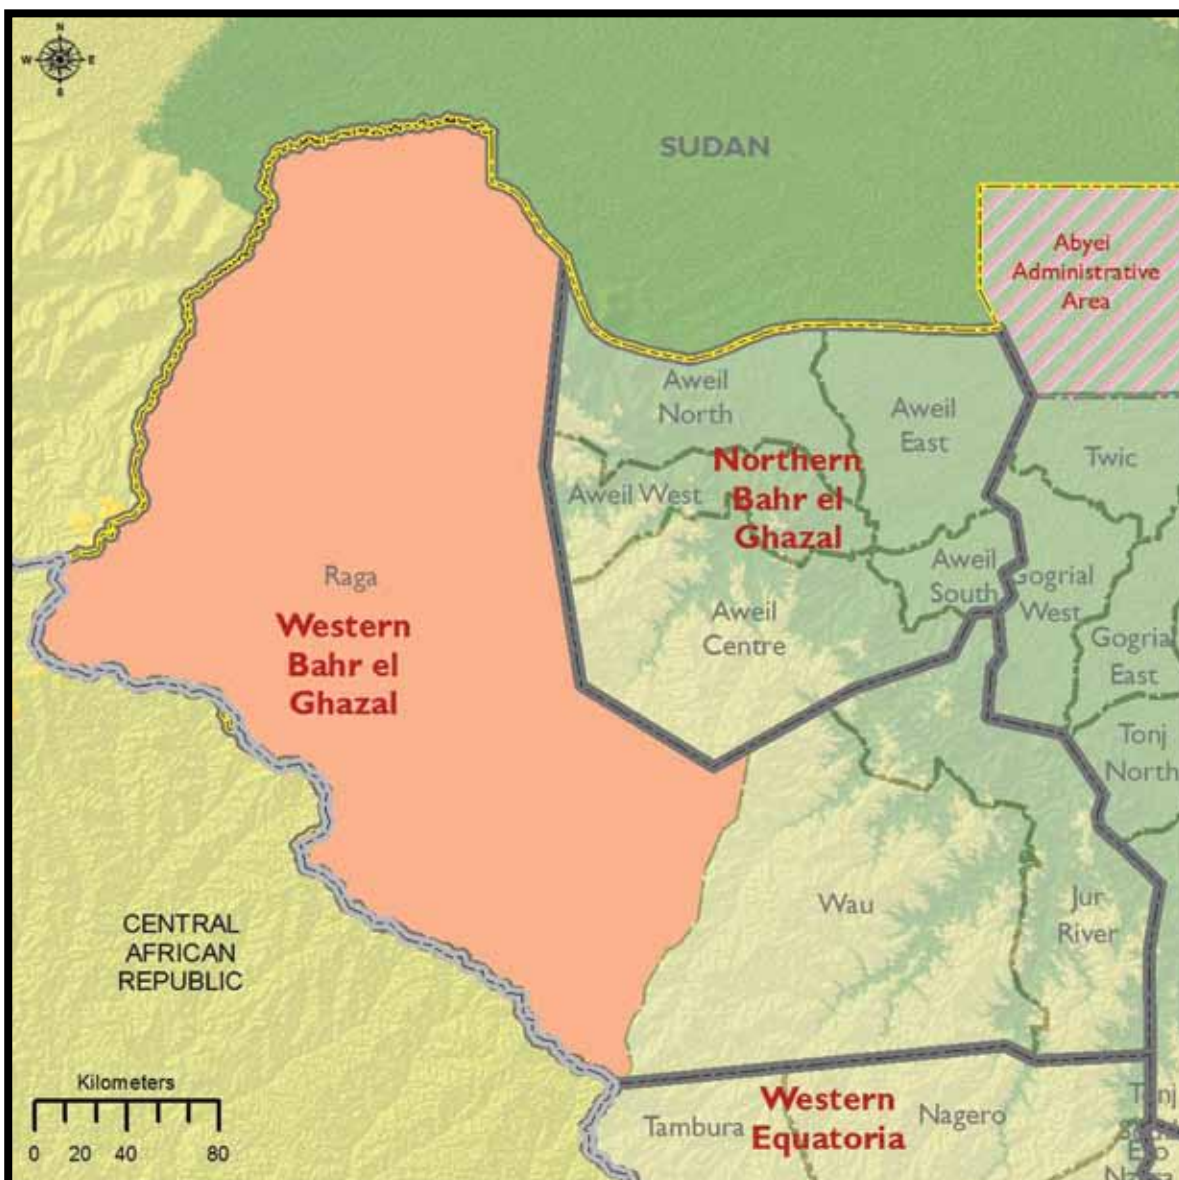 N
W E
S
SUDAN
Abyei
Administrative
Area
Aweil
North
Aweil
East
Twic
Northern
Bahr el
Ghazal
Aweil West
Aweil
South
Gogrial
West
Raga
Western
Bahr el
Ghazal
Aweil
Centre
Gogrial
East
Tonj
North
Wau
Jur
River
CENTRAL
AFRICAN
REPUBLIC
Kilometers
0 20 40 80
Western
Equatoria
Tambura
Nagero